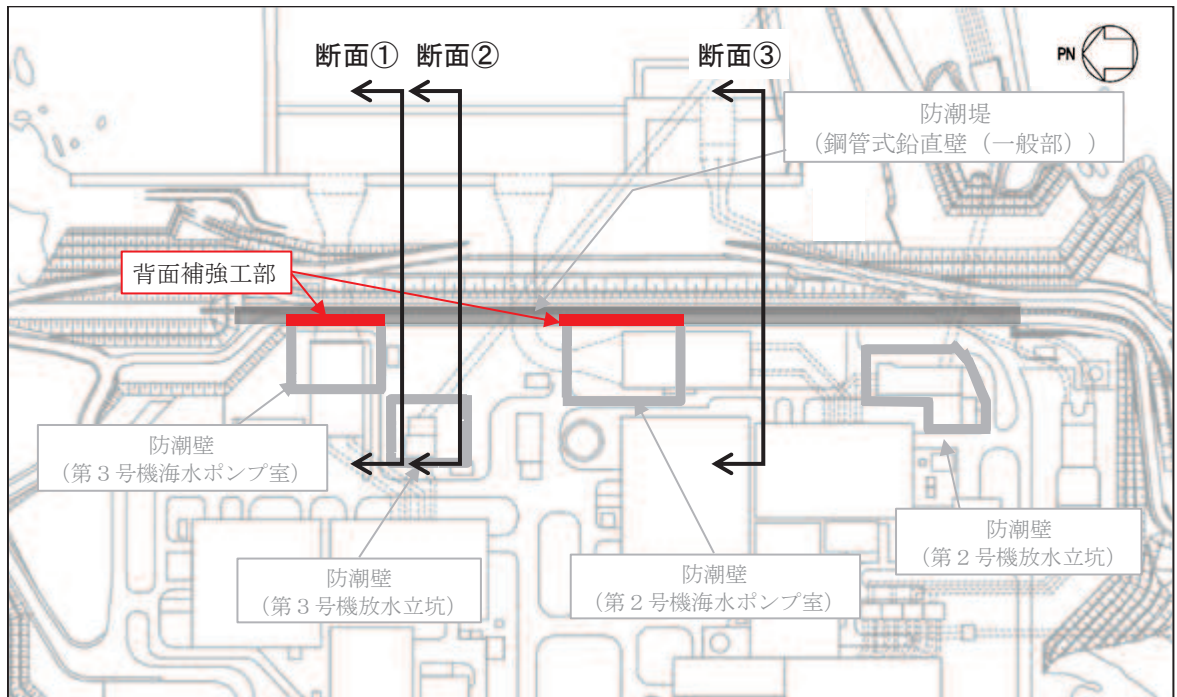 断面① 断面② 断面③
PN
防潮堤
(鋼管式鉛直壁(一般部))
背面補強工部
防潮壁
(第3号機海水ポンプ室)
防潮壁
(第3号機放水立坑)
防潮壁
(第2号機海水ポンプ室)
防潮壁
(第2号機放水立坑)